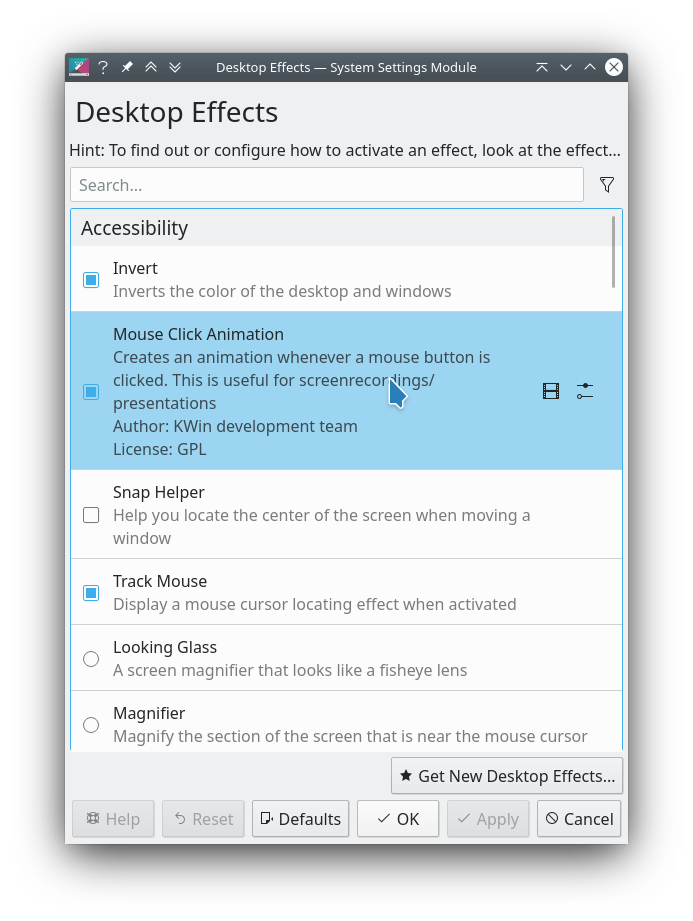 Desktop Effects — System Settings Module
Desktop Effects
Hint: To find out or configure how to activate an effect, look at the effect...
Search...
Accessibility
Invert
Inverts the color of the desktop and windows
Mouse Click Animation
Creates an animation whenever a mouse button is
clicked. This is useful for screenrecordings/
presentations
Author: KWin development team
License: GPL
Snap Helper
Help you locate the center of the screen when moving a
window
Track Mouse
Display a mouse cursor locating effect when activated
Looking Glass
A screen magnifier that looks like a fisheye lens
Magnifier
Magnify the section of the screen that is near the mouse cursor
Get New Desktop Effects...
Help Reset Defaults OK Apply Cancel